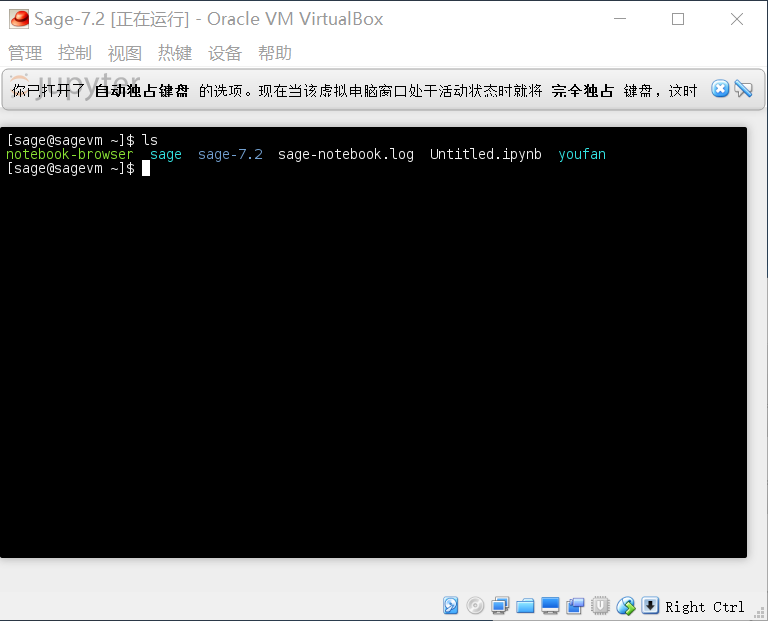 Sage-7.2 [正在运行] - Oracle VM VirtualBox
管理 控制 视图 热键 设备 帮助
jupyter
你已打开了 自动独占键盘 的选项。现在当该虚拟电脑窗口处于活动状态时就将 完全独占 键盘，这时
[sage@sagevm ~]$ ls
notebook-browser sage sage-7.2 sage-notebook.log Untitled.ipynb youfan
[sage@sagevm ~]$
Right Ctrl